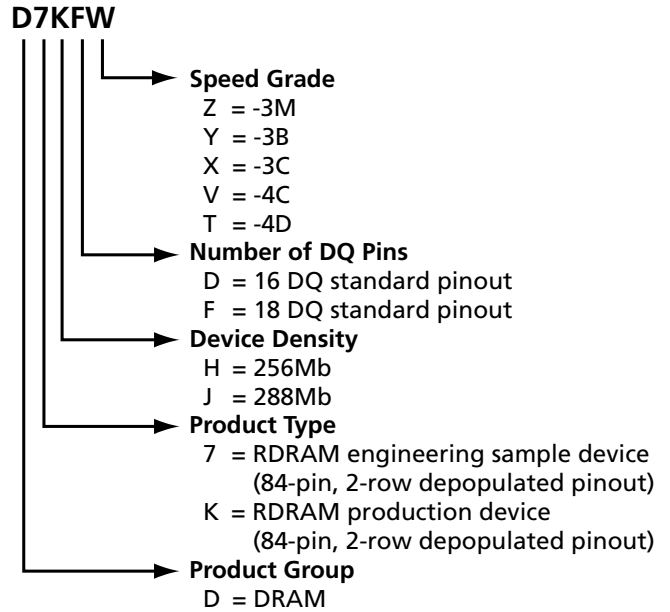 D7KFW
Speed Grade
Z = -3M
Y = -3B
X = -3C
V = -4C
T = -4D
Number of DQ Pins
D = 16 DQ standard pinout
F = 18 DQ standard pinout
Device Density
H = 256Mb
J = 288Mb
Product Type
7 = RDRAM engineering sample device
(84-pin, 2-row depopulated pinout)
K = RDRAM production device
(84-pin, 2-row depopulated pinout)
Product Group
D = DRAM